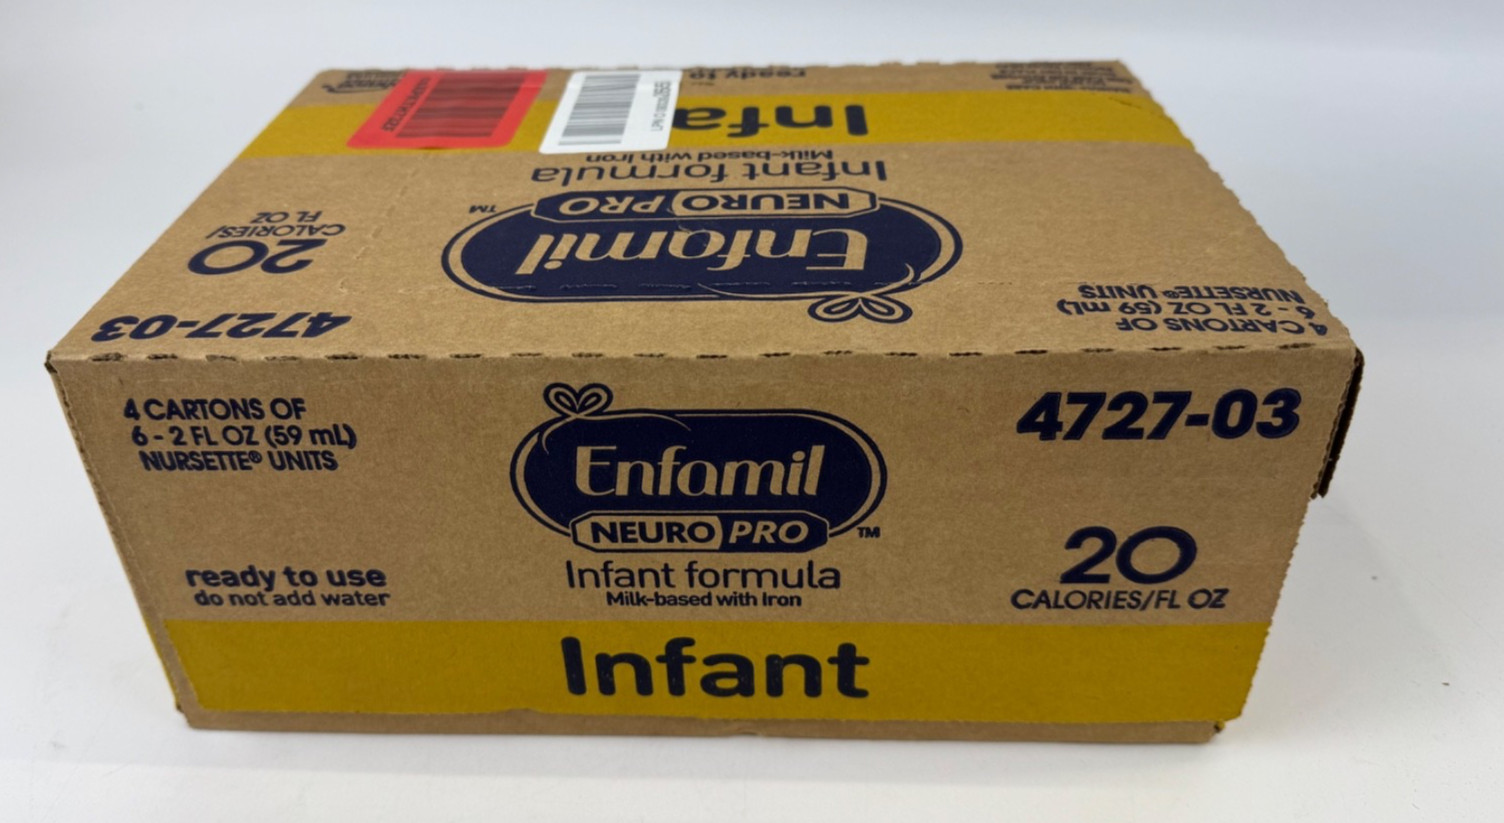 ready to
Infa
Milk-based with Iron
Infant formula
NEURO PRO
™
Enfamil
20
CALORIES/
FL OZ
4727-03
4 CARTONS OF
6 - 2 FL OZ (59 mL)
NURSETTE® UNITS
4 CARTONS OF
6 - 2 FL OZ (59 mL)
NURSETTE® UNITS
ready to use
do not add water
Enfamil
NEURO PRO ™
Infant formula
Milk-based with Iron
4727-03
20
CALORIES/FL OZ
Infant